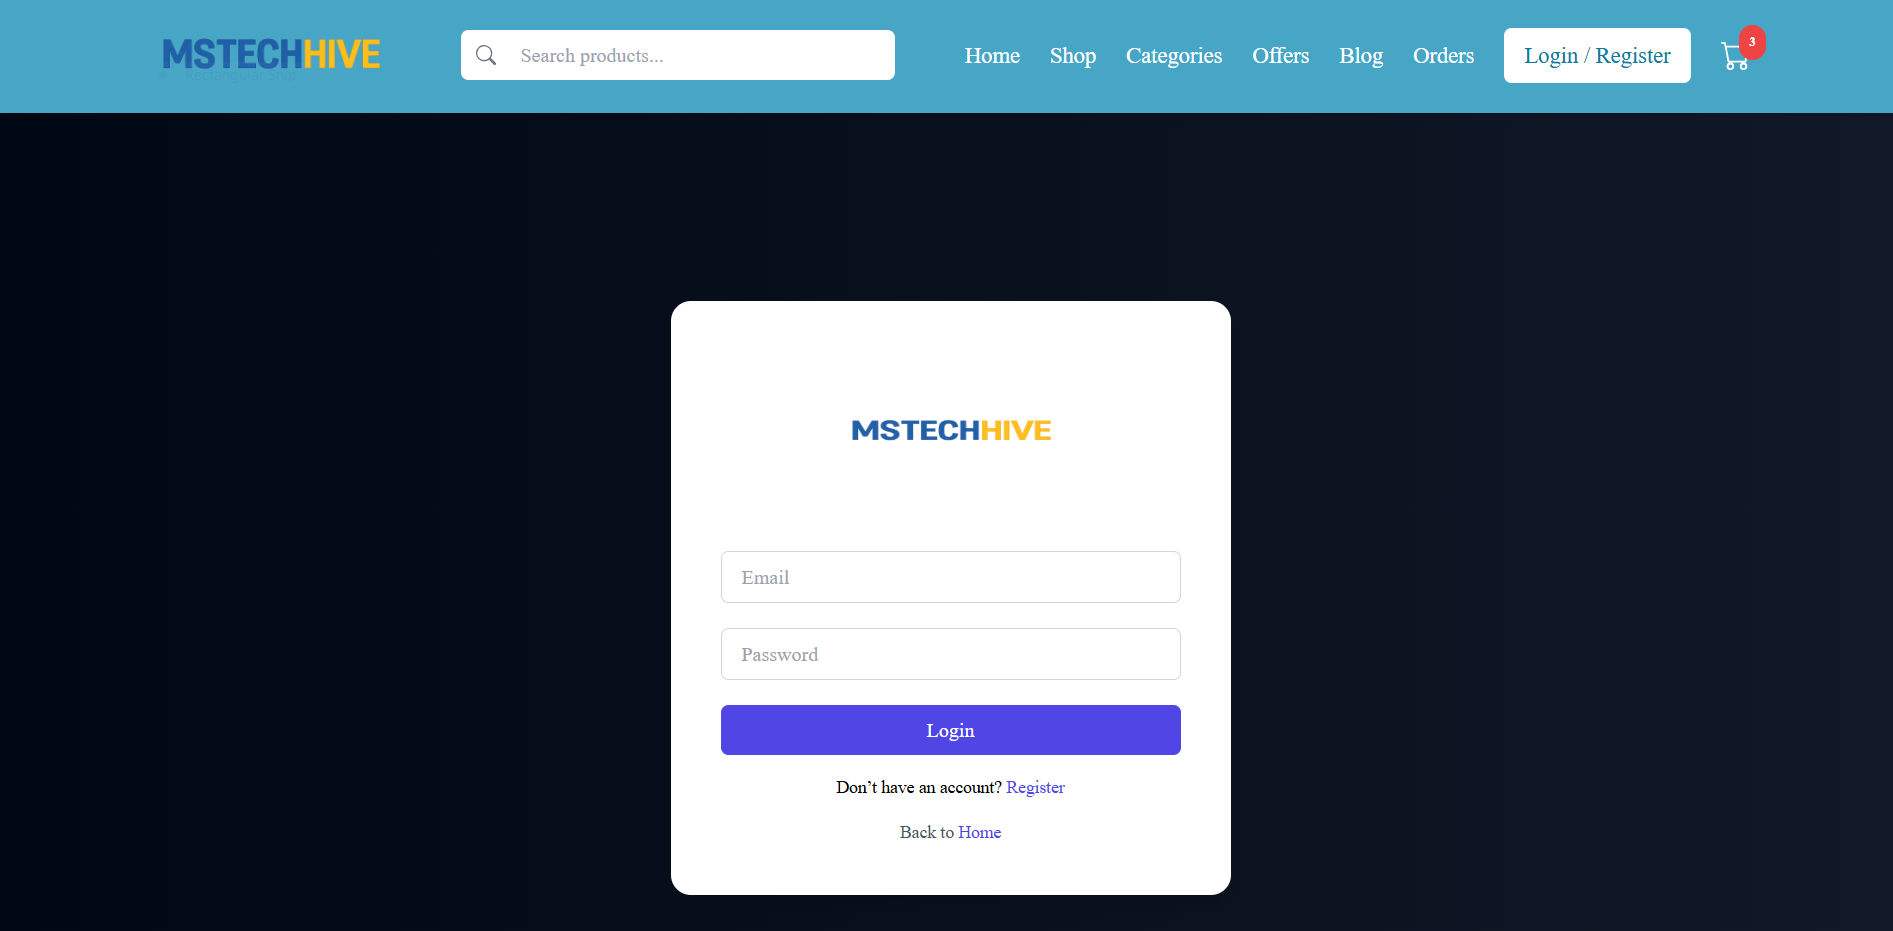 MSTECHHIVE
Search products...
Home
Shop
Categories
Offers
Blog
Orders
Login / Register
3
MSTECHHIVE
Email
Password
Login
Don’t have an account? Register
Back to Home